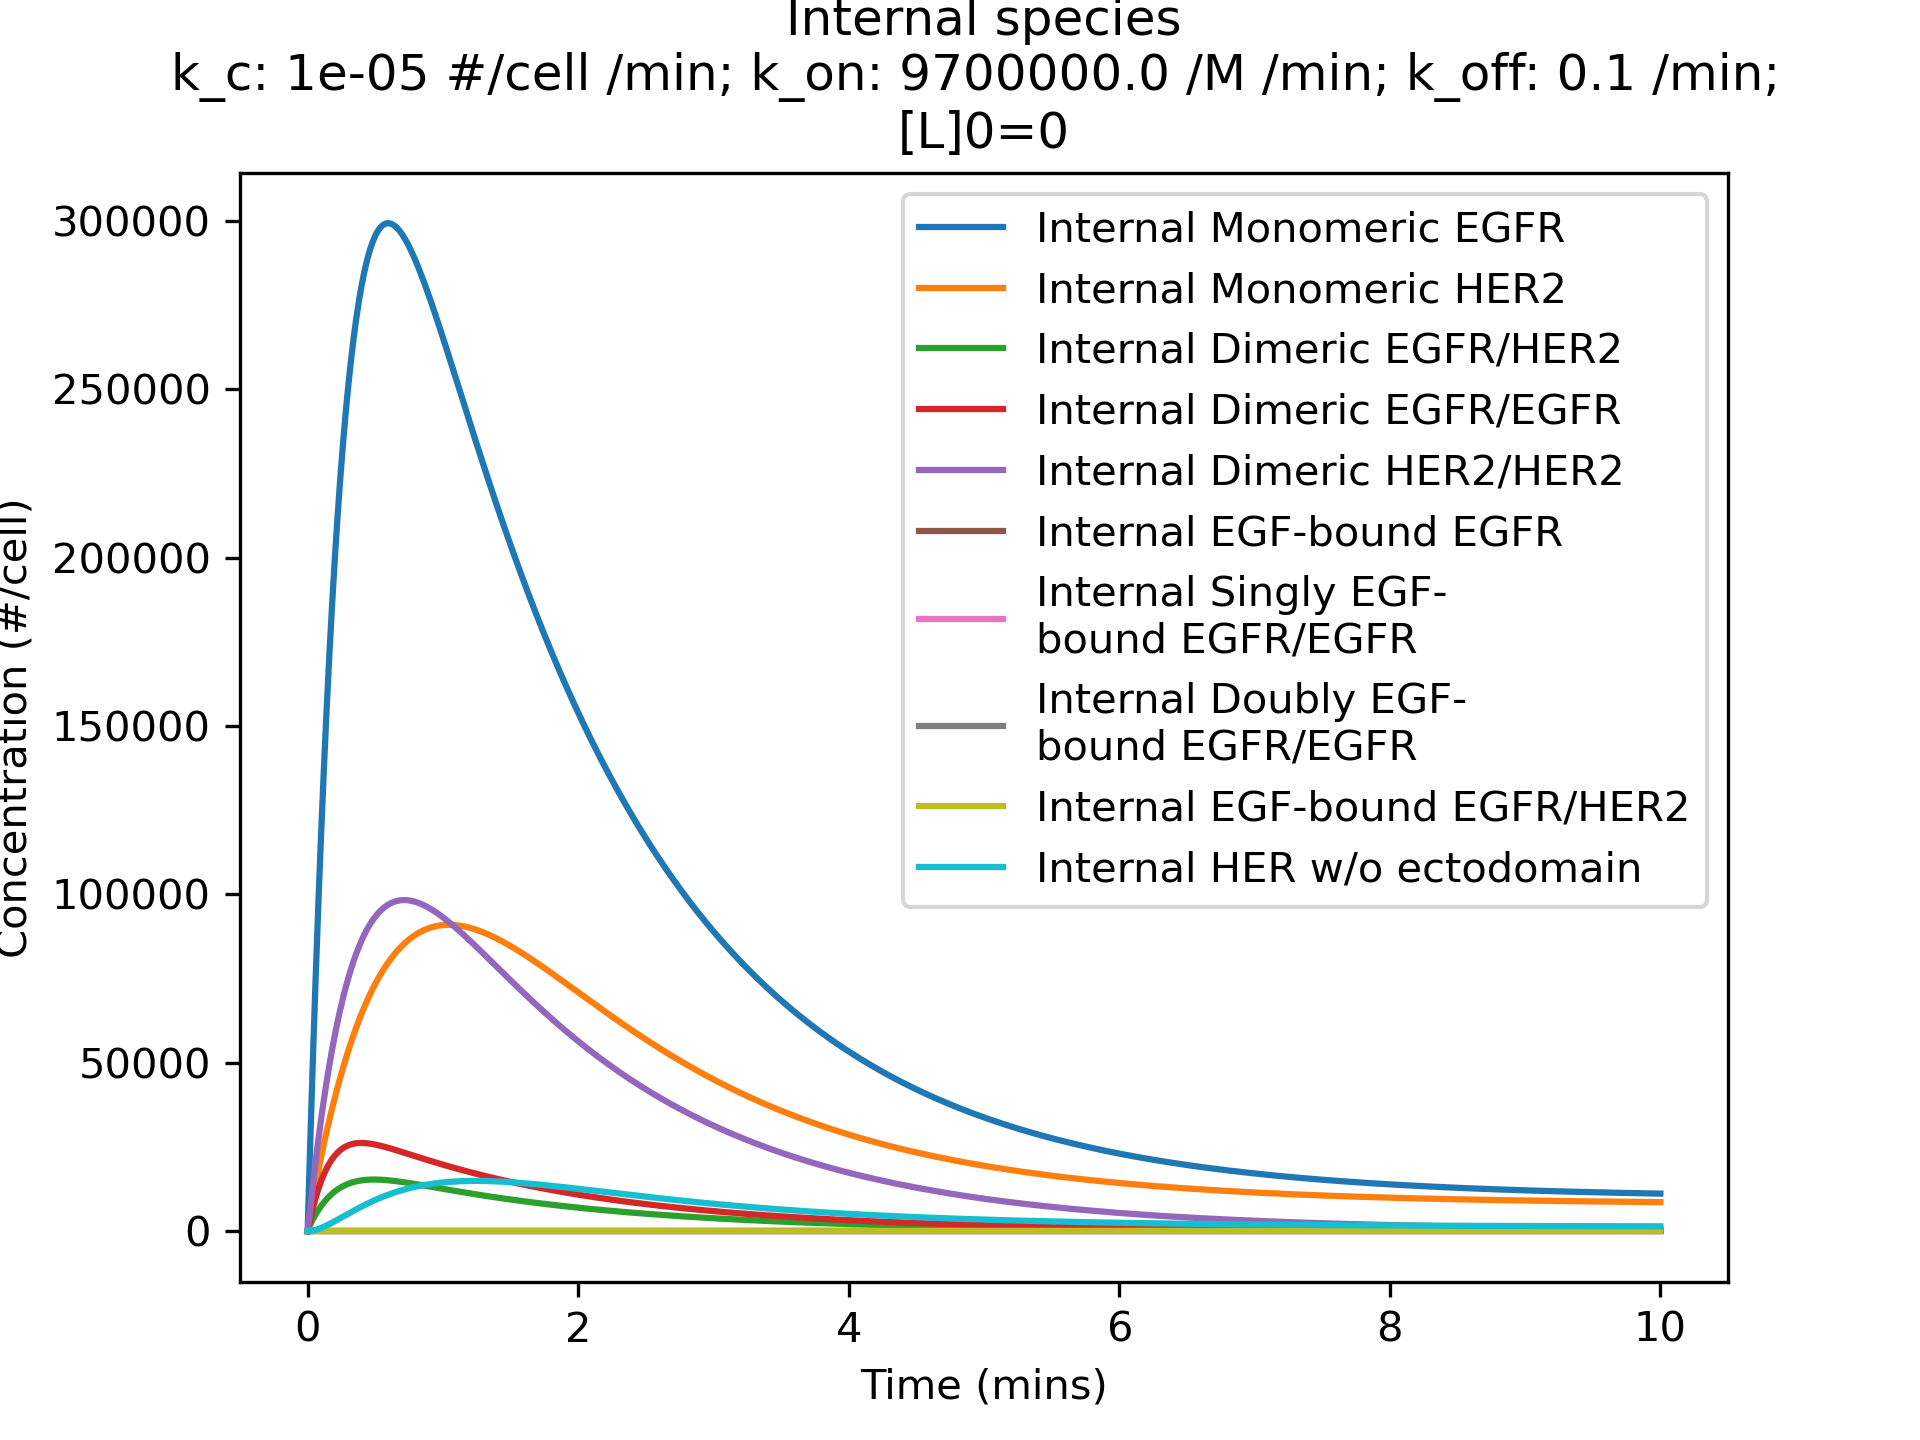 Internal species
k_c: 1e-05 #/cell /min; k_on: 9700000.0 /M /min; k_off: 0.1 /min;
[L]0=0
300000
250000
200000
150000
100000
50000
0
Concentration (#/cell)
Internal Monomeric EGFR
Internal Monomeric HER2
Internal Dimeric EGFR/HER2
Internal Dimeric EGFR/EGFR
Internal Dimeric HER2/HER2
Internal EGF-bound EGFR
Internal Singly EGF-
bound EGFR/EGFR
Internal Doubly EGF-
bound EGFR/EGFR
Internal EGF-bound EGFR/HER2
Internal HER w/o ectodomain
0 2 4 6 8 10
Time (mins)